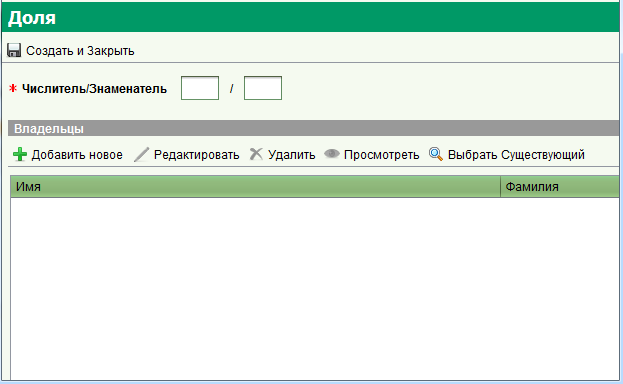 Доля
Создать и Закрыть
* Числитель/Знаменатель /
Владельцы
Добавить новое Редактировать Удалить Просмотреть Выбрать Существующий
Имя Фамилия